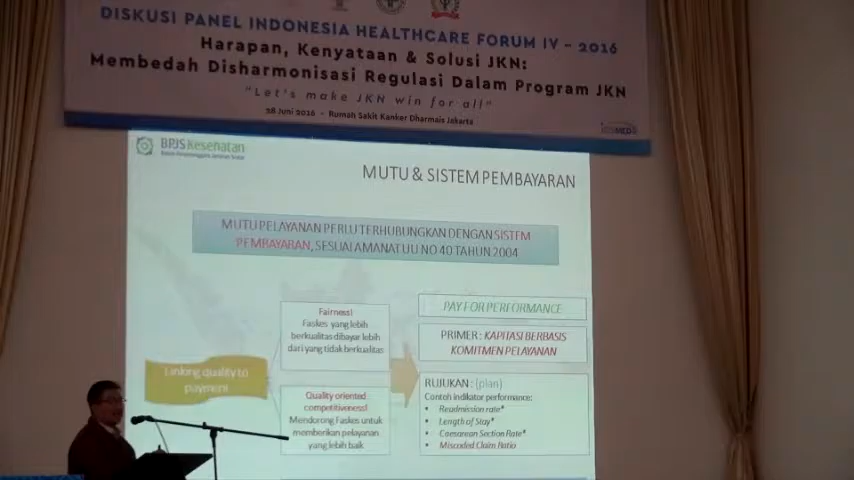 DISKUSI PANEL INDONESIA HEALTHCARE FORUM IV - 2016
Harapan, Kenyataan & Solusi JKN:
Membedah Disharmonisasi Regulasi Dalam Program JKN
"Let's make JKN win for all"
28 Juni 2016 - Rumah Sakit Kanker Dharmais Jakarta
BPJS Kesehatan
MUTU & SISTEM PEMBAYARAN
MUTU PELAYANAN PERLU TERHUBUNGKAN DENGAN SISTEM
PEMBAYARAN, SESUAI AMANAT UU NO 40 TAHUN 2004
Linking quality to
payment
Fairness!
Faskes yang lebih
berkualitas dibayar lebih
dari yang tidak berkualitas
Quality oriented
competitiveness!
Mendorong Faskes untuk
memberikan pelayanan
yang lebih baik
PAY FOR PERFORMANCE
PRIMER : KAPITASI BERBASIS
KOMITMEN PELAYANAN
RUJUKAN : (plan)
Contoh indikator performance:
• Readmission rate*
• Length of Stay*
• Caesarean Section Rate*
• Miscoded Claim Ratio